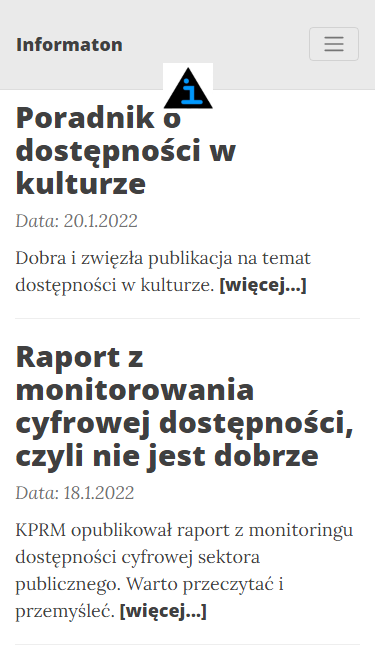 Informaton
i
Poradnik o
dostępności w
kulturze
Data: 20.1.2022
Dobra i zwięzła publikacja na temat
dostępności w kulturze. [więcej...]
Raport z
monitorowania
cyfrowej dostępności,
czyli nie jest dobrze
Data: 18.1.2022
KPRM opublikował raport z monitoringu
dostępności cyfrowej sektora
publicznego. Warto przeczytać i
przemyśleć. [więcej...]